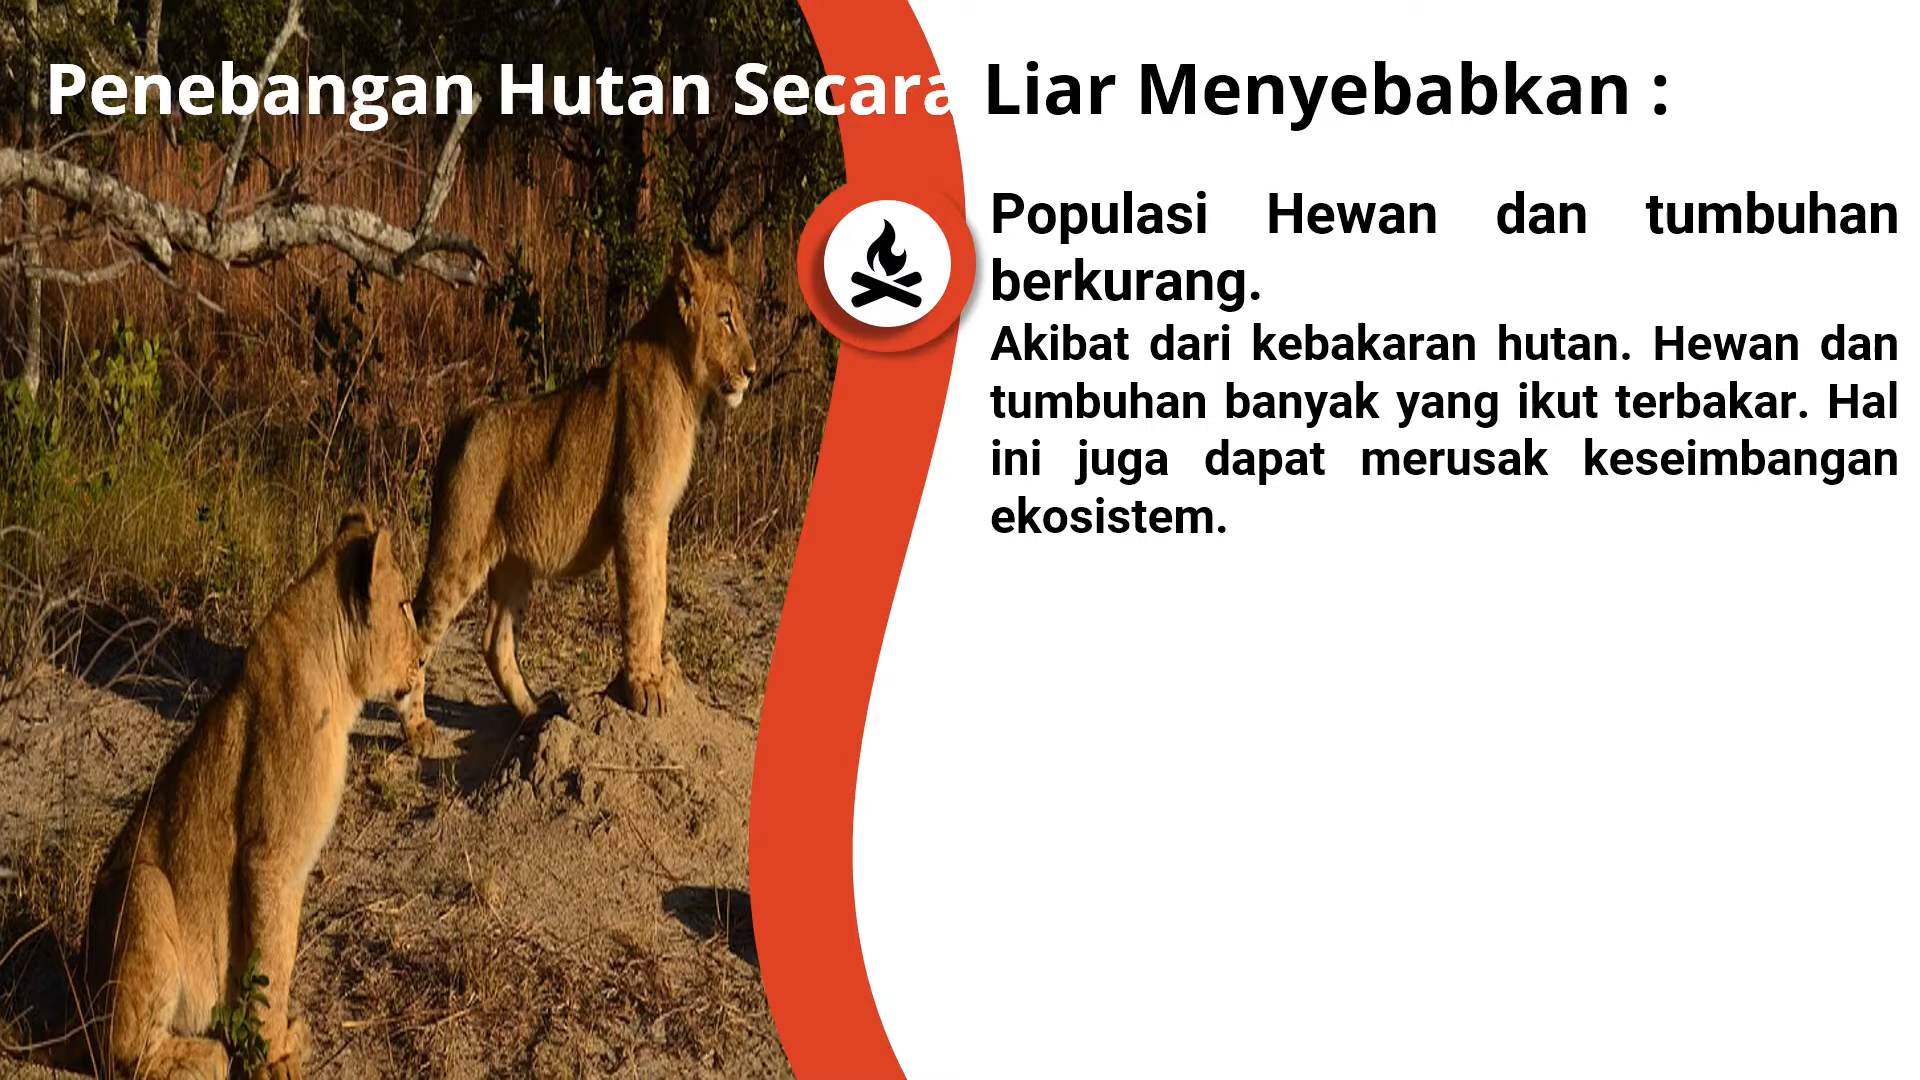 Penebangan Hutan Secara Liar Menyebabkan :
Populasi Hewan dan tumbuhan
berkurang.
Akibat dari kebakaran hutan. Hewan dan
tumbuhan banyak yang ikut terbakar. Hal
ini juga dapat merusak keseimbangan
ekosistem.